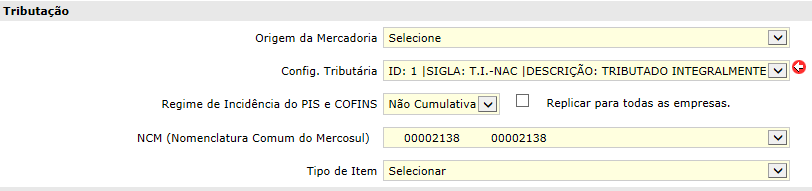 Tributação
Origem da Mercadoria Selecione
Config. Tributária ID: 1 |SIGLA: T.I.-NAC |DESCRIÇÃO: TRIBUTADO INTEGRALMENTE
Regime de Incidência do PIS e COFINS Não Cumulativa Replicar para todas as empresas.
NCM (Nomenclatura Comum do Mercosul) 00002138 00002138
Tipo de Item Selecionar